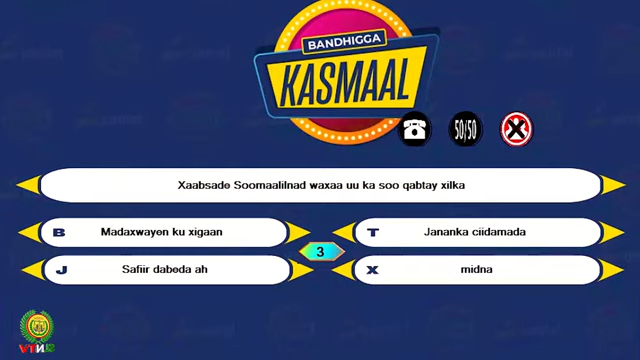 BANDHIGGA
KASMAAL
50/50 X
Xaabsade Soomaaliland waxaa uu ka soo qabtay xilka
B Madaxwayen ku xigaan
T Jananka ciidamada
3
J Safiir dabeda ah
X midna